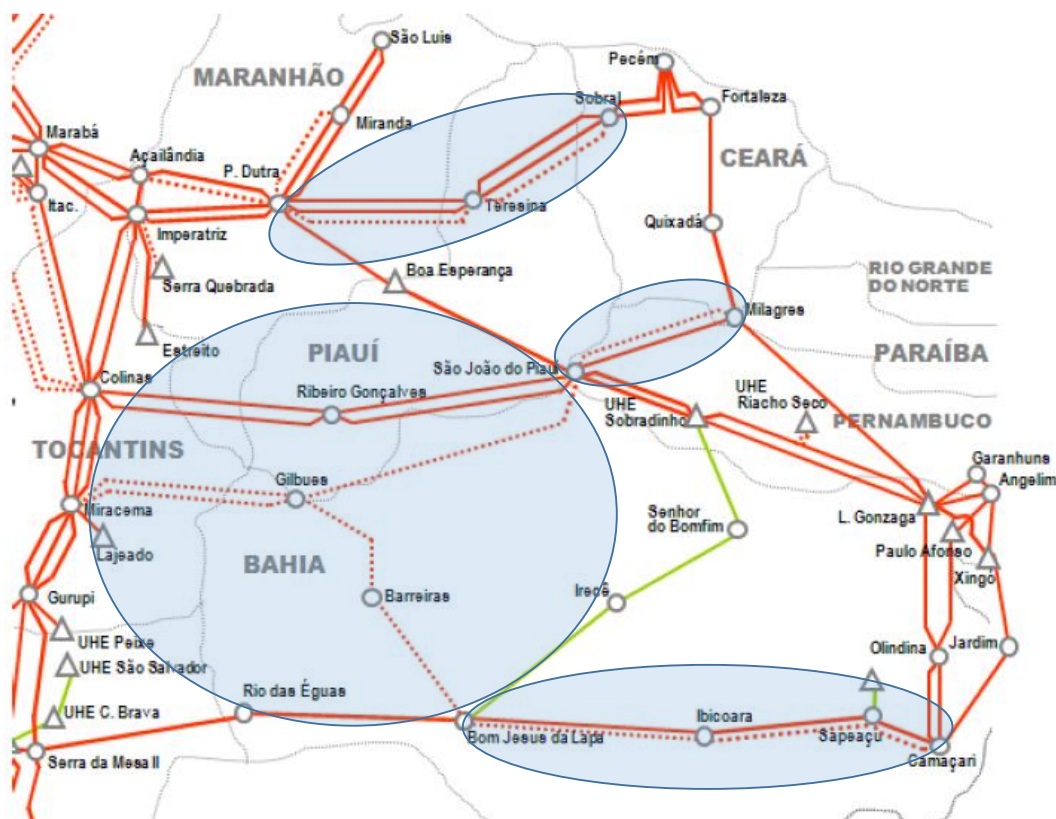 São Luis
Pecém
MARANHÃO
Sobral
Fortaleza
Miranda
Marabá
Açailândia
P. Dutra
CEARÁ
Itac.
Teresina
Imperatriz
Quixadá
Boa Esperança
Serra Quebrada
RIO GRANDE
DO NORTE
Milagres
Estreito
PIAUÍ
PARAÍBA
São João do Piauí
Colinas
Ribeiro Gonçalves
UHE
Riacho Seco
UHE
Sobradinho
PERNAMBUCO
TOCANTINS
Garanhuns
Angelim
Gilbues
Miracema
L. Gonzaga
Senhor
do Bomfim
Lajeado
Paulo Afonso
BAHIA
Xingó
Irecê
Barreiras
Gurupi
UHE Peixe
Olindina
Jardim
UHE São Salvador
Rio das Éguas
UHE C. Brava
Ibicoara
Bom Jesus da Lapa
Sapeaçu
Serra da Mesa II
Camaçari